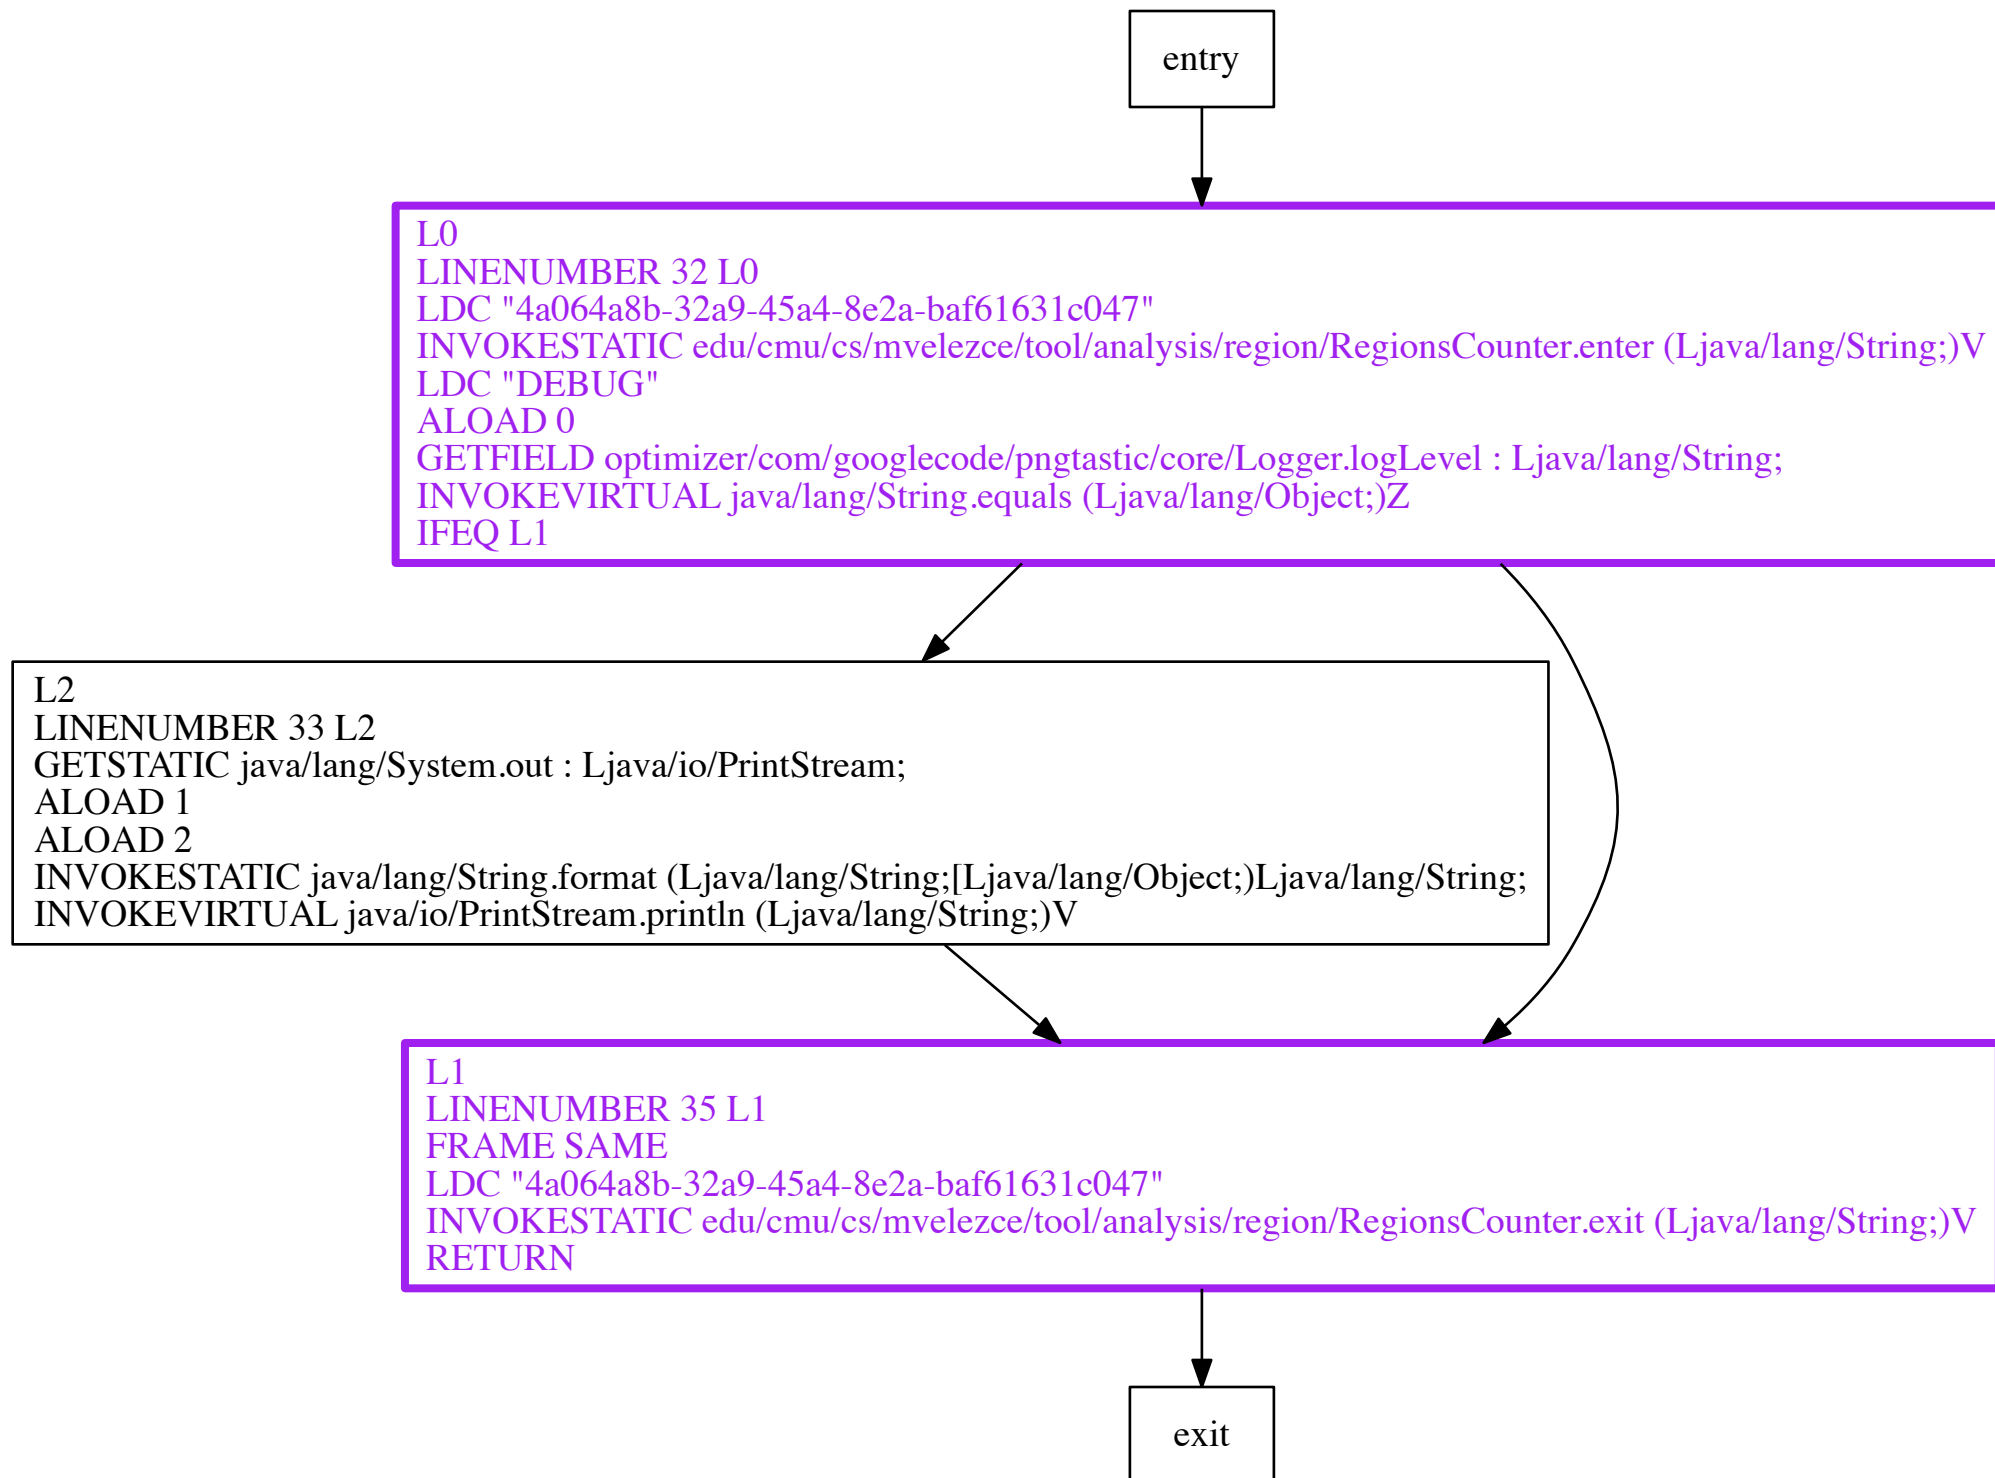 entry
L0
LINENUMBER 32 L0
LDC "4a064a8b-32a9-45a4-8e2a-baf61631c047"
INVOKESTATIC edu/cmu/cs/mvelezce/tool/analysis/region/RegionsCounter.enter (Ljava/lang/String;)V
LDC "DEBUG"
ALOAD 0
GETFIELD optimizer/com/googlecode/pngtastic/core/Logger.logLevel : Ljava/lang/String;
INVOKEVIRTUAL java/lang/String.equals (Ljava/lang/Object;)Z
IFEQ L1
L2
LINENUMBER 33 L2
GETSTATIC java/lang/System.out : Ljava/io/PrintStream;
ALOAD 1
ALOAD 2
INVOKESTATIC java/lang/String.format (Ljava/lang/String;[Ljava/lang/Object;)Ljava/lang/String;
INVOKEVIRTUAL java/io/PrintStream.println (Ljava/lang/String;)V
L1
LINENUMBER 35 L1
FRAME SAME
LDC "4a064a8b-32a9-45a4-8e2a-baf61631c047"
INVOKESTATIC edu/cmu/cs/mvelezce/tool/analysis/region/RegionsCounter.exit (Ljava/lang/String;)V
RETURN
exit